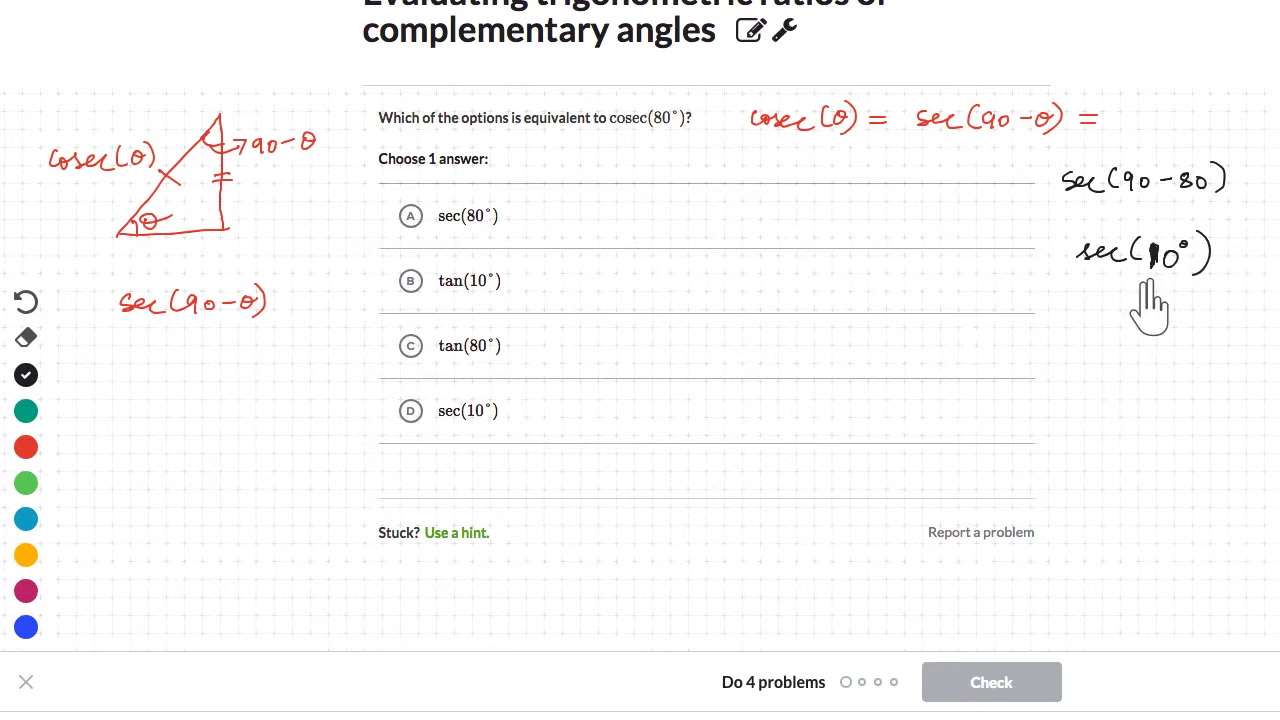 Evaluating trigonometric ratios of
complementary angles
Which of the options is equivalent to cosec(80°)?
cosec(θ) = sec(90-θ) =
Choose 1 answer:
cosec(θ)
90-θ
θ
sec(90-80)
A sec(80°)
sec(10°)
B tan(10°)
sec(90-θ)
C tan(80°)
D sec(10°)
Stuck? Use a hint.
Report a problem
Do 4 problems
Check